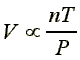 V ∝ nT/P